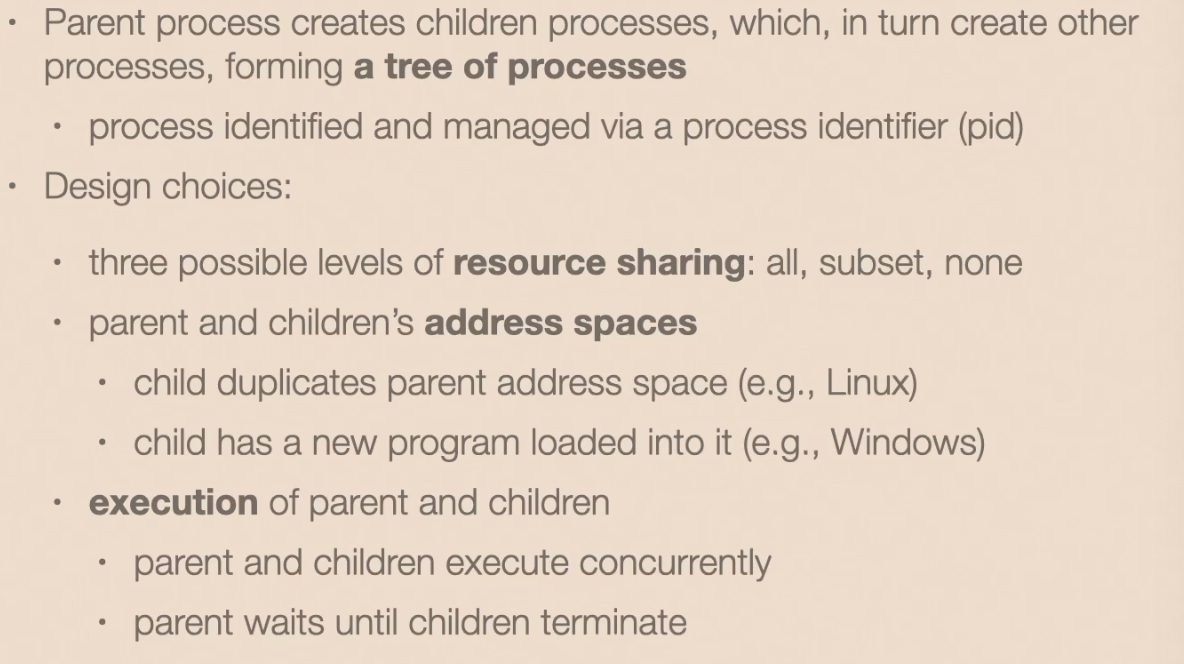 • Parent process creates children processes, which, in turn create other
processes, forming a tree of processes
• process identified and managed via a process identifier (pid)
• Design choices:
• three possible levels of resource sharing: all, subset, none
• parent and children’s address spaces
• child duplicates parent address space (e.g., Linux)
• child has a new program loaded into it (e.g., Windows)
• execution of parent and children
• parent and children execute concurrently
• parent waits until children terminate